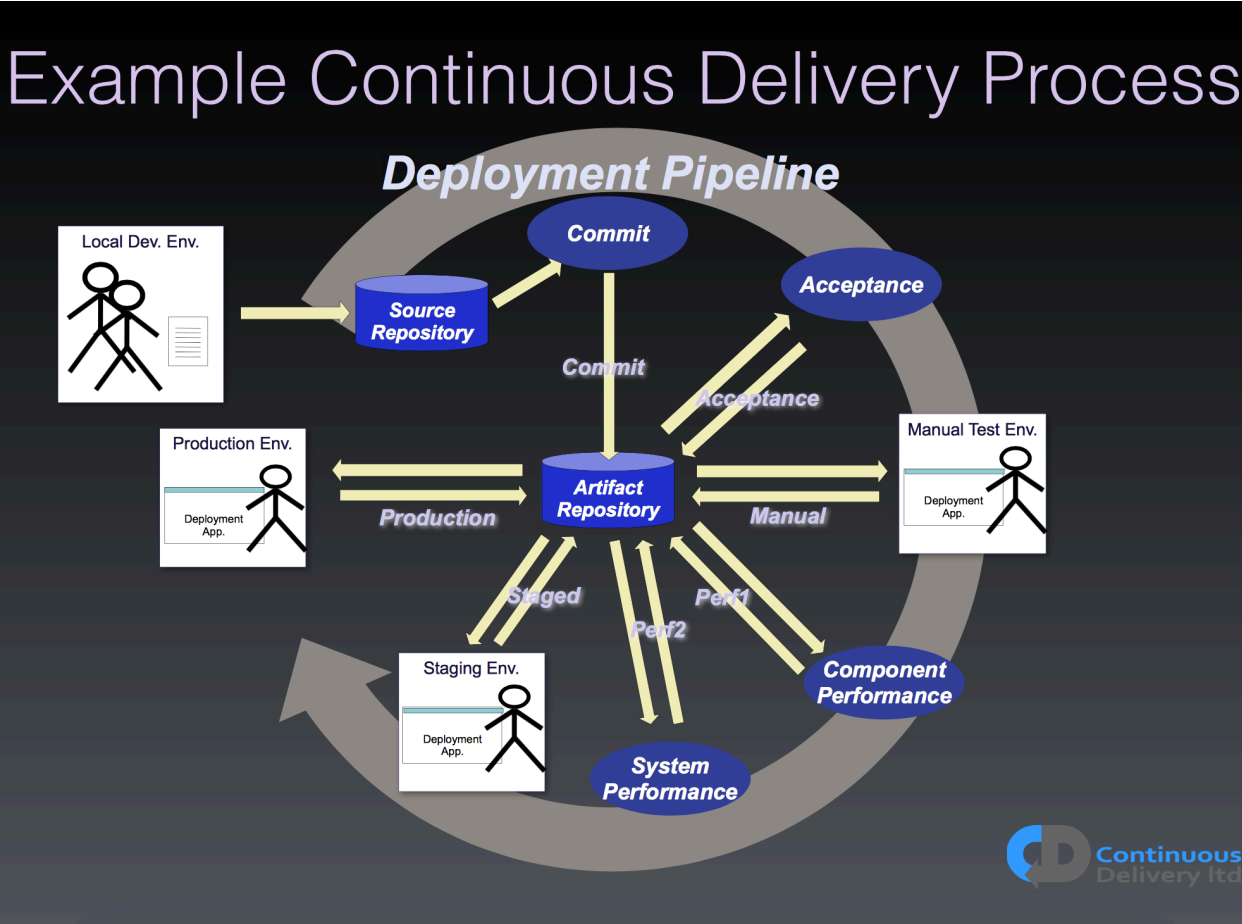 Example Continuous Delivery Process
Deployment Pipeline
Local Dev. Env.
Source
Repository
Commit
Acceptance
Commit
Acceptance
Production Env.
Deployment
App.
Production
Artifact
Repository
Manual
Manual Test Env.
Deployment
App.
Staged
Perf2
Perf1
Staging Env.
Deployment
App.
System
Performance
Component
Performance
Continuous
Delivery ltd